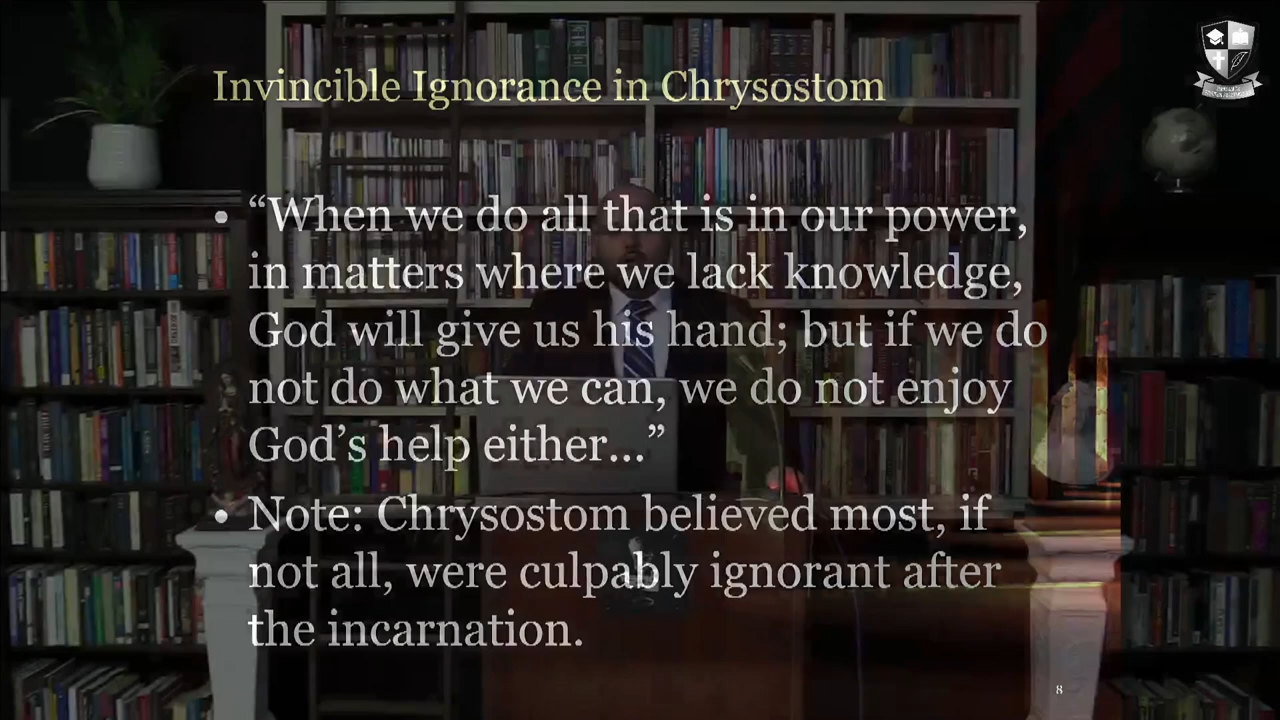 Invincible Ignorance in Chrysostom
• “When we do all that is in our power,
in matters where we lack knowledge,
God will give us his hand; but if we do
not do what we can, we do not enjoy
God’s help either…”
• Note: Chrysostom believed most, if
not all, were culpably ignorant after
the incarnation.
8